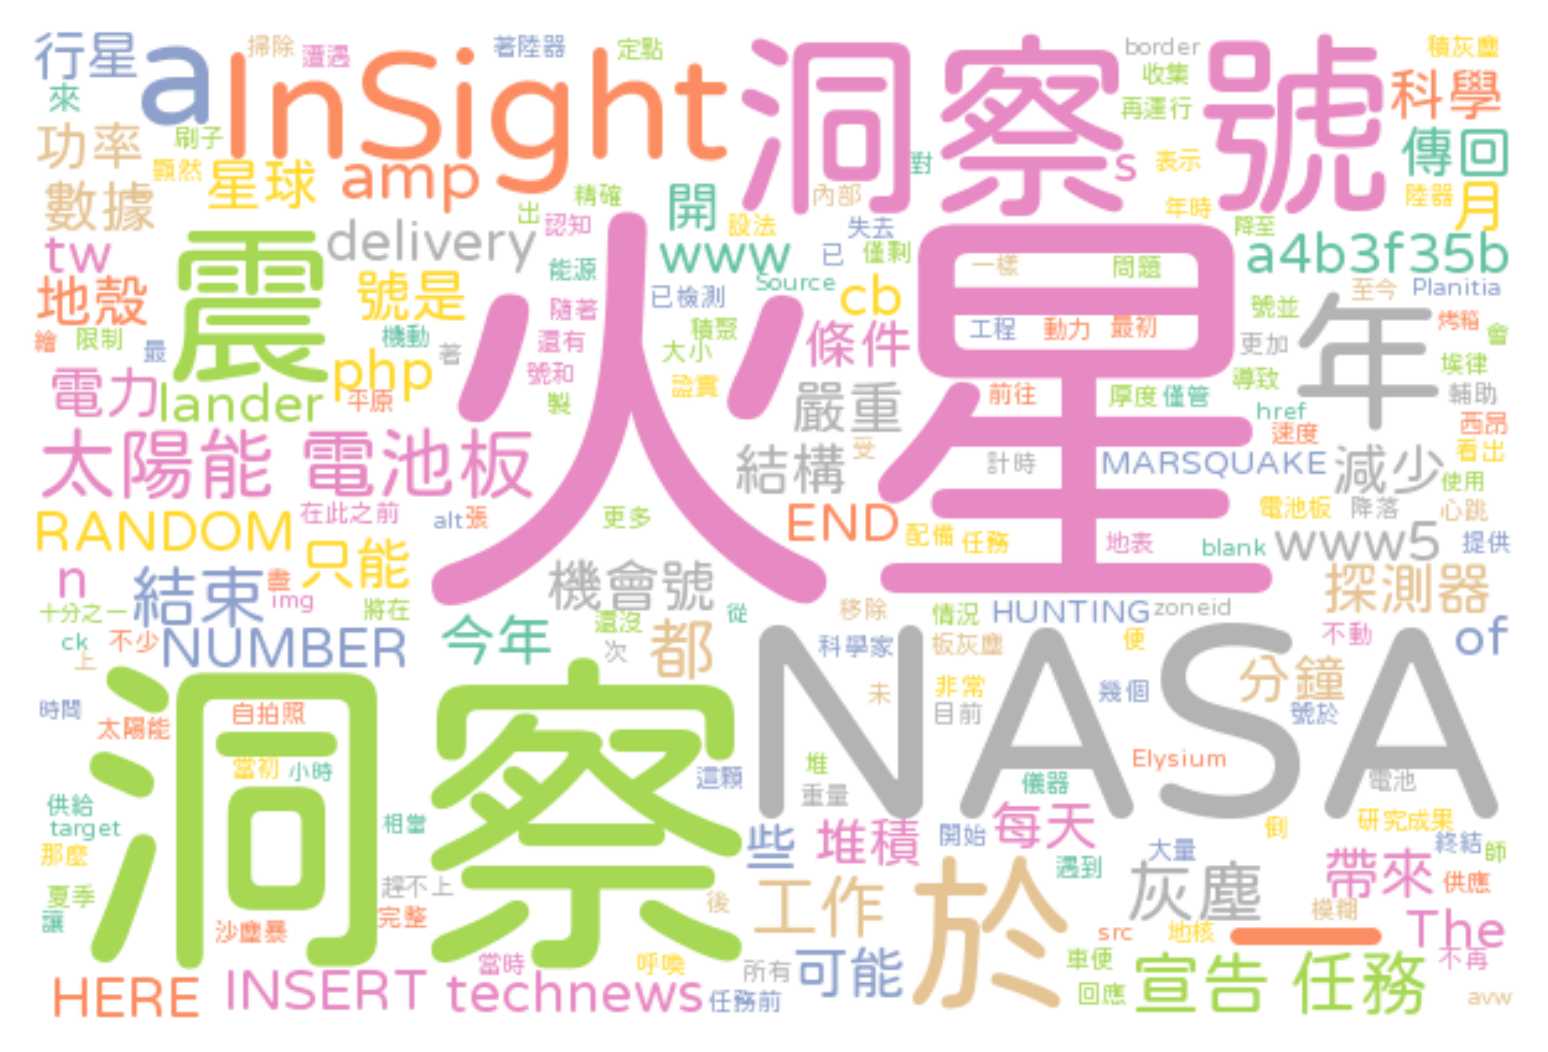 行星 a InSight 掃除 遭遇 著陸器 定點 洞察號 border 積灰塵
來 收集 科學
功率 刷子 再運行 傳回
顯然 星球 amp 精確 開 內部 對 s 表示 陸器 月
數據 出 認知 設法 年時
tw delivery 能源 www 失去 已 僅剩 一樣 問題 降至 a4b3f35b
地殼 震 號是 隨著 已檢測 Source cb 至今 Planitia
繪 限制 最 機動 著 還有 積聚 大小 條件 工程 動力 最初 號並 更加 年 烤箱 會
電力 php 號和 導致 埃律
lander 平原 製 火星 嚴重 前往 厚度 僅管 href 輔助
太陽能 電池板 結構 受 計時 速度 MARSQUAKE 減少 西昂 看出 使用
RANDOM 在此之前 alt 張 更多 END 配備 任務 電池板 降落 心跳
n 只能 地表 blank www5 提供
結束 img 機會號 探測器
十分之一 將在 還沒 從 移除 情況 HUNTING zoneid
ck 上 不少 NUMBER 今年 次 都 科學家 板灰塵 便 不動 of
時間 未 非常 目前 幾個 分鐘 號於
太陽能 自拍照 洞察 NASA
當初 小時 這顆 堆 Elysium
供給 重量 儀器 電池
target 相當 些 堆積 開始 每天 倒 研究成果
那麼 大量 終結 師
夏季 趕不上 工作 於 遇到 灰塵 帶來 供應
讓 沙塵暴 完整 後 src 地核 一 模糊 The
當時 呼喚 所有 可能 車便 宣告 任務 不再
HERE INSERT technews 任務前 回應 avw